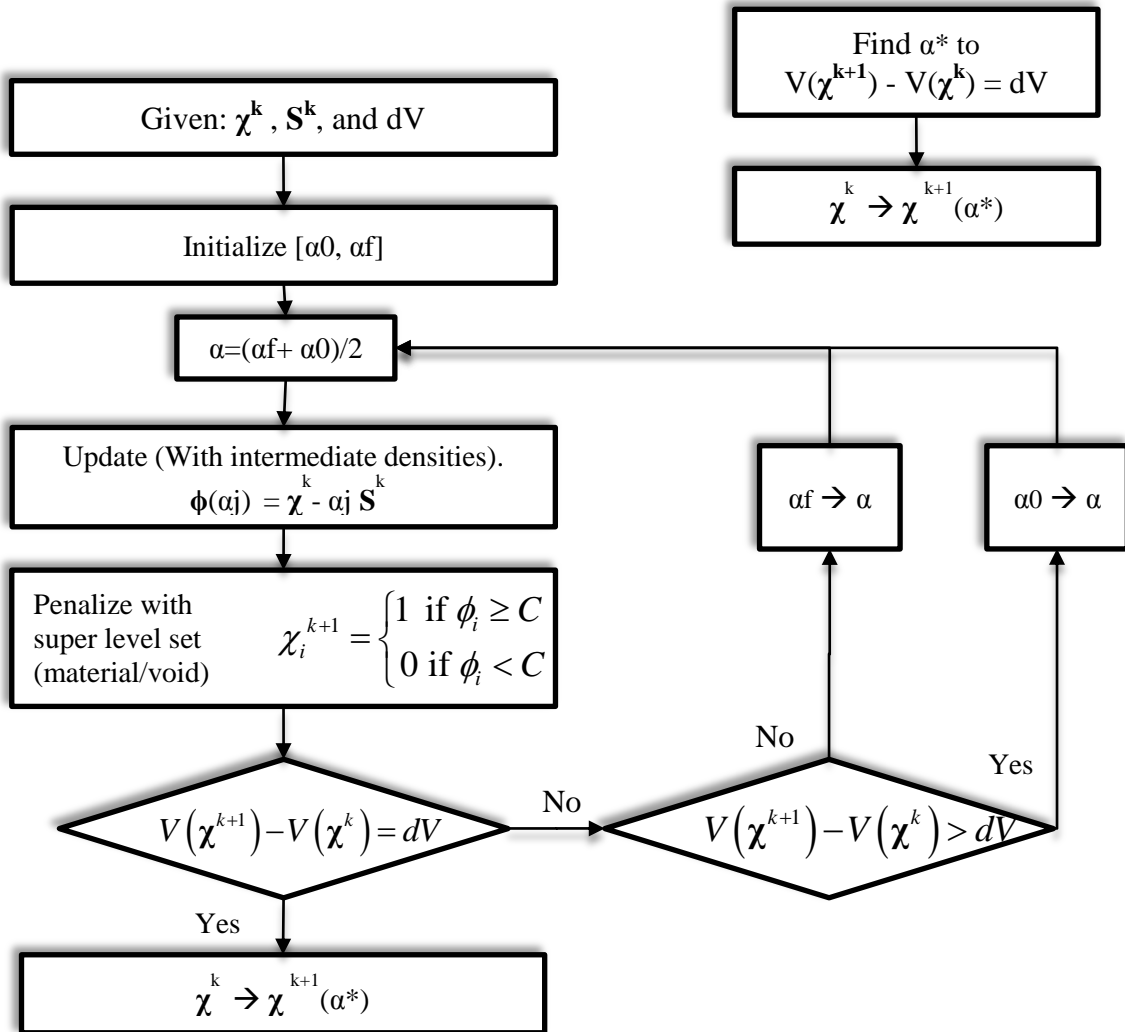 Given: χ^k , S^k, and dV
Initialize [α0, αf]
α=(αf+ α0)/2
Update (With intermediate densities).
ϕ(αj) = χ^k - αj S^k
Penalize with
super level set
(material/void)
χ_i^{k+1} = { 1 if ϕ_i ≥ C
0 if ϕ_i < C
V(χ^{k+1}) − V(χ^k) = dV
No
Yes
χ^k → χ^{k+1}(α*)
V(χ^{k+1}) − V(χ^k) > dV
No
Yes
αf → α
α0 → α
Find α* to
V(χ^{k+1}) - V(χ^k) = dV
χ^k → χ^{k+1}(α*)